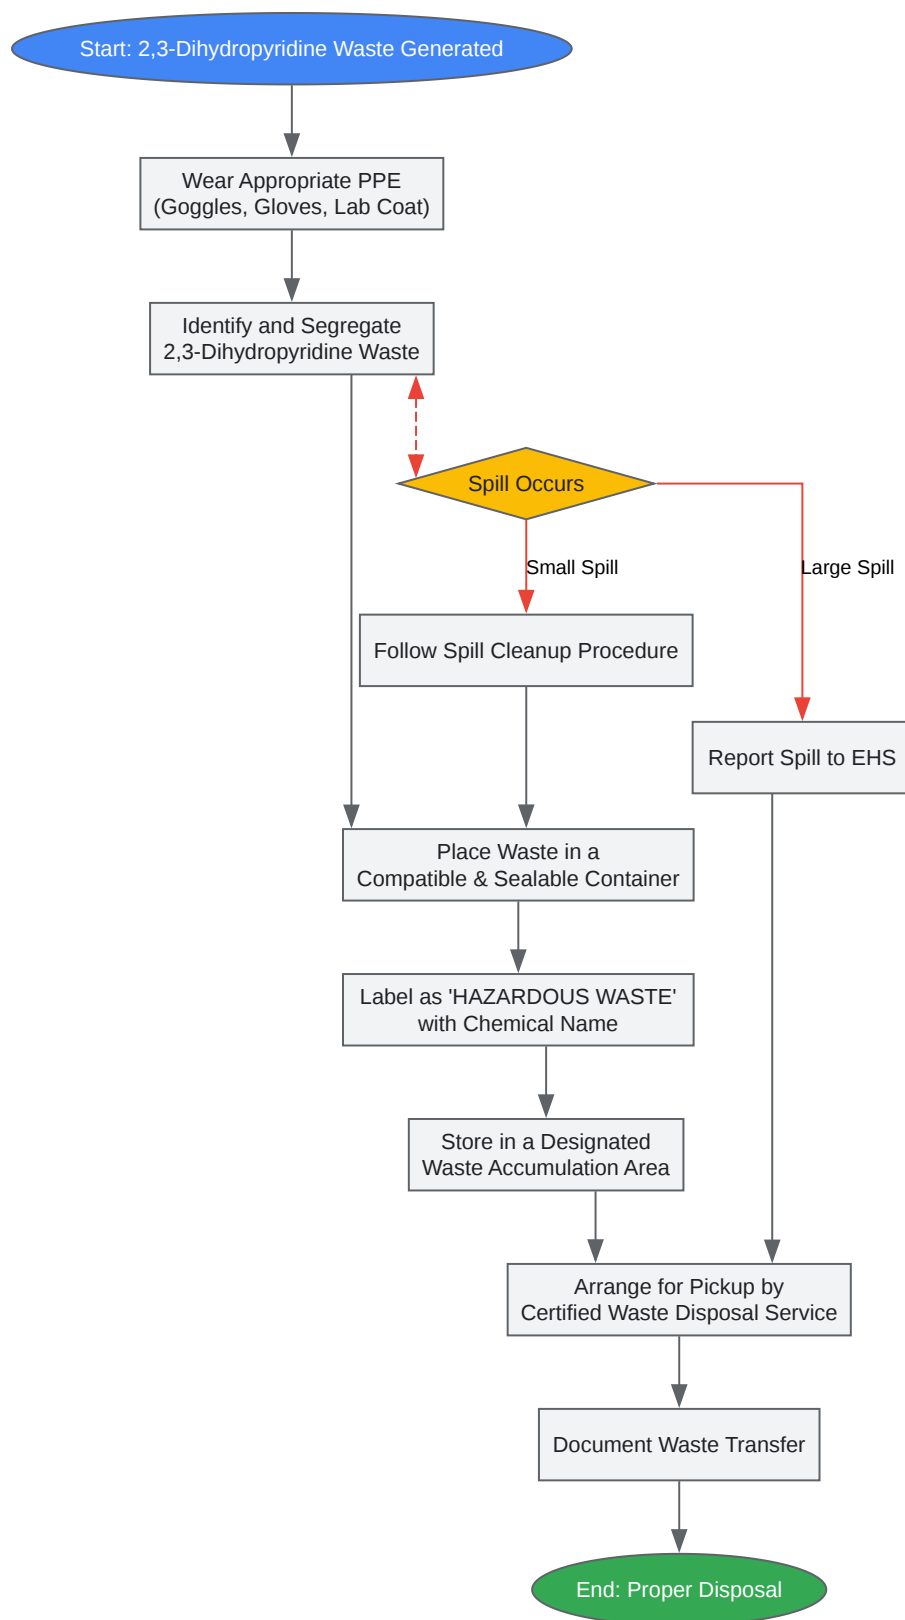 Start: 2,3-Dihydropyridine Waste Generated
Wear Appropriate PPE
(Goggles, Gloves, Lab Coat)
Identify and Segregate
2,3-Dihydropyridine Waste
Spill Occurs
Small Spill
Large Spill
Follow Spill Cleanup Procedure
Report Spill to EHS
Place Waste in a
Compatible & Sealable Container
Label as 'HAZARDOUS WASTE'
with Chemical Name
Store in a Designated
Waste Accumulation Area
Arrange for Pickup by
Certified Waste Disposal Service
Document Waste Transfer
End: Proper Disposal